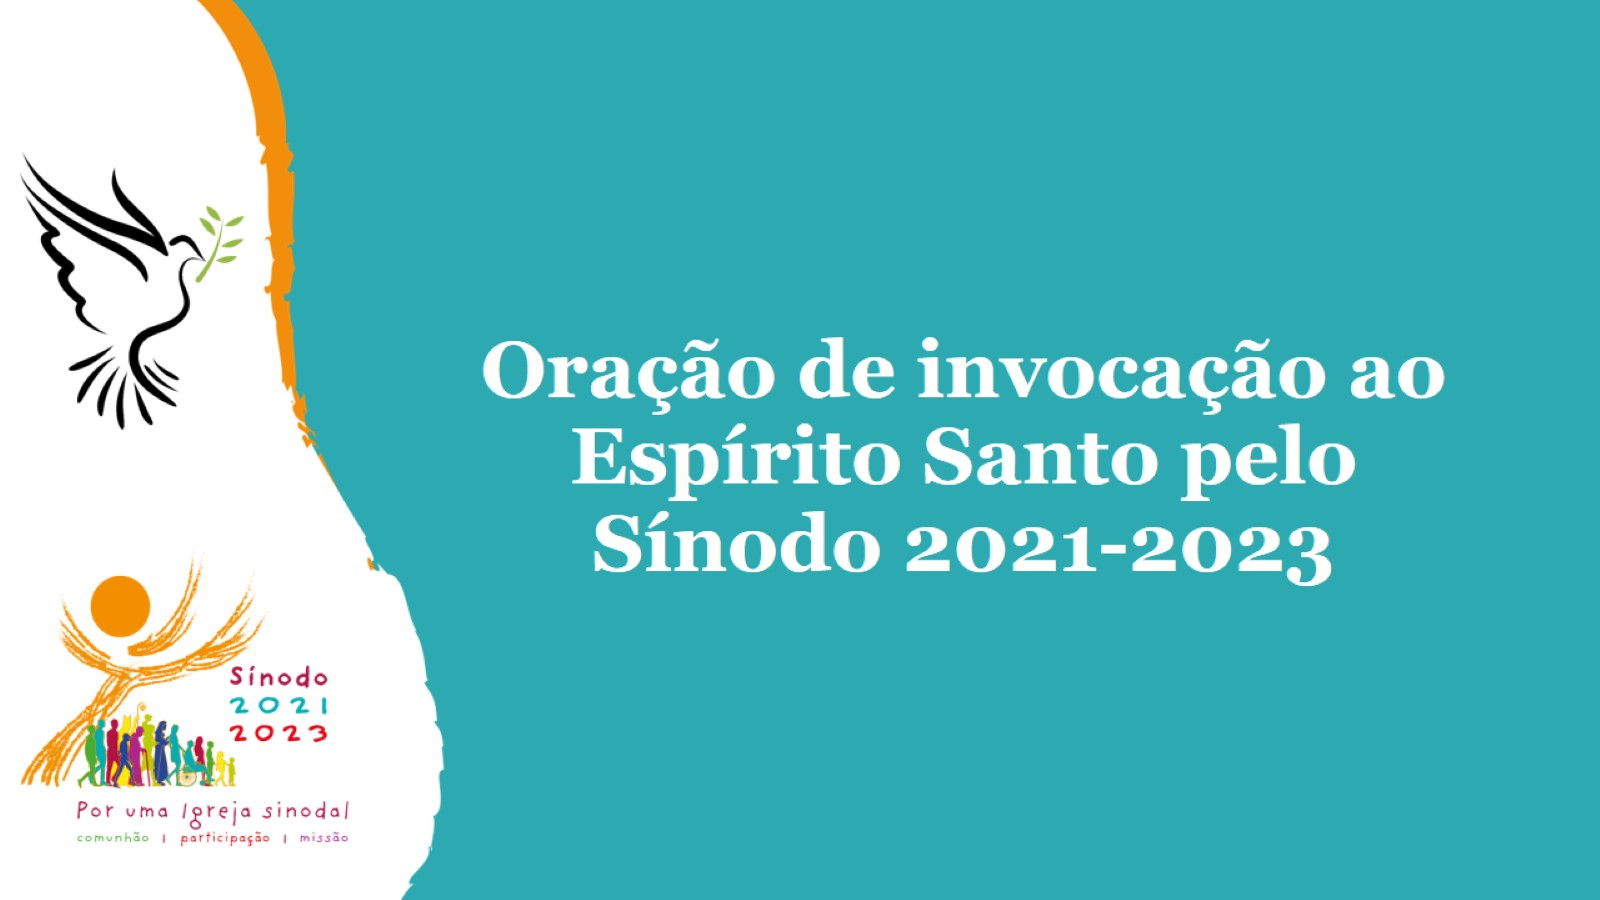 Oração de invocação ao
Espírito Santo pelo
Sínodo 2021-2023
Sínodo
2021
2023
Por uma Igreja sinodal
comunhão | participação | missão